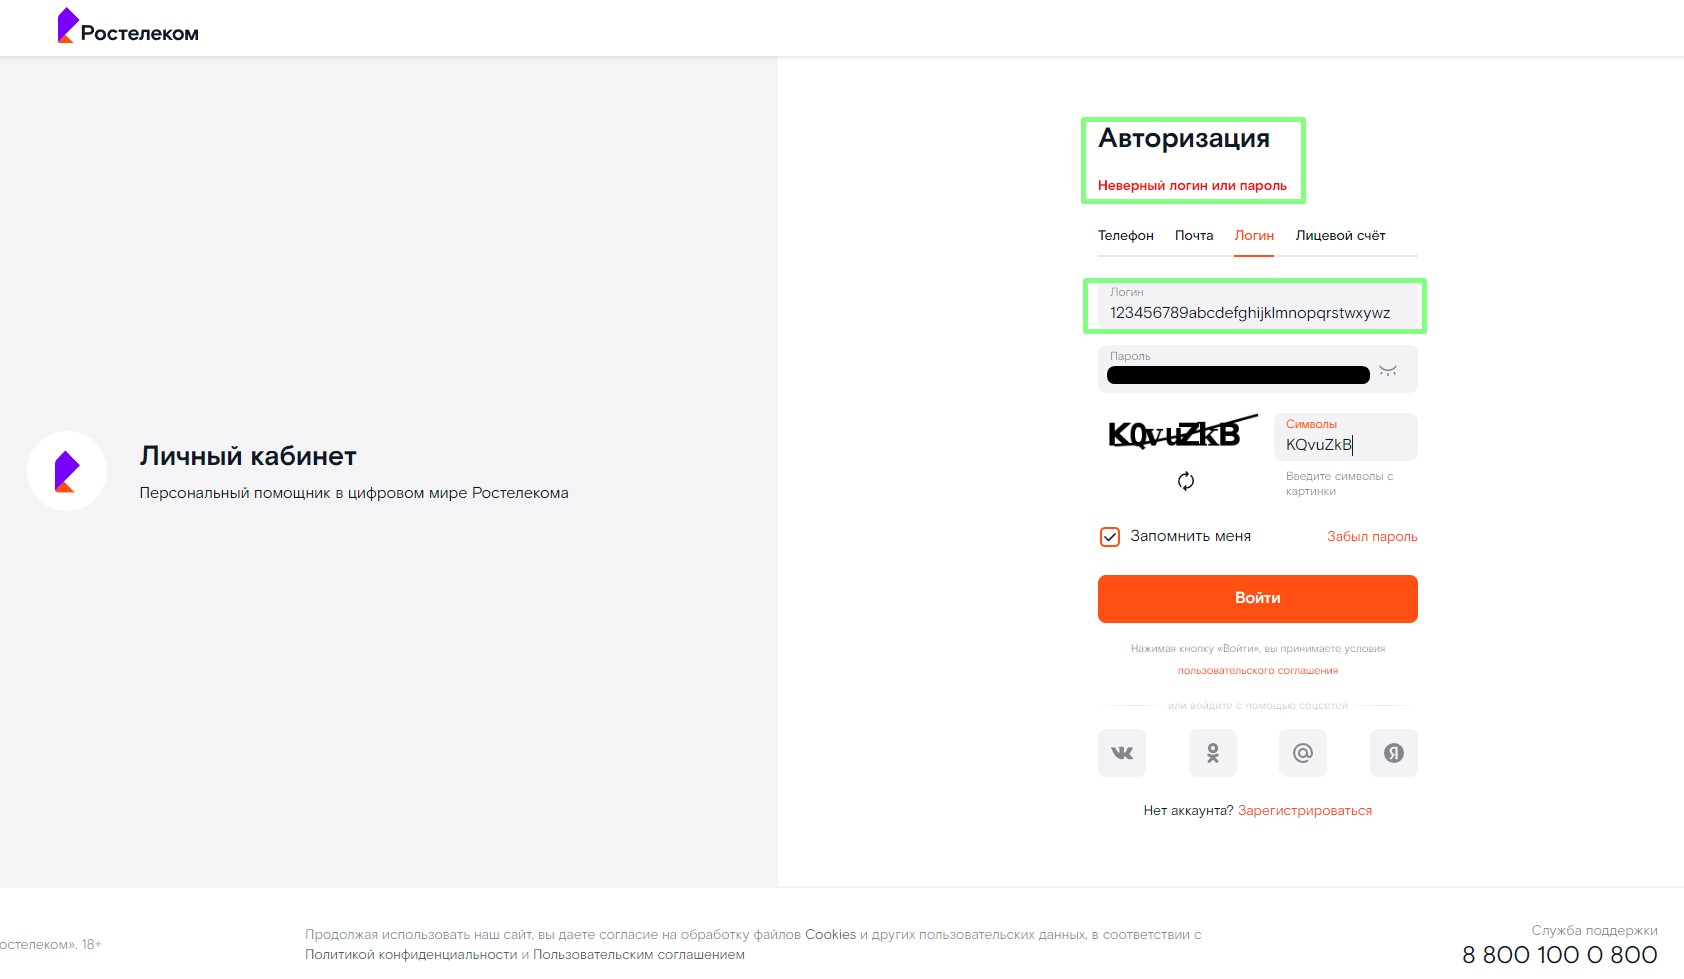 Ростелеком
Авторизация
Неверный логин или пароль
Телефон Почта Логин Лицевой счёт
Логин
123456789abcdefghijklmnopqrstwxywz
Пароль
KQvuZkB
Символы
KQvuZkB
Введите символы с
картинки
Запомнить меня
Забыл пароль
Войти
Нажимая кнопку «Войти», вы принимаете условия
пользовательского соглашения
или войдите с помощью соцсетей
Нет аккаунта? Зарегистрироваться
Личный кабинет
Персональный помощник в цифровом мире Ростелекома
остелеком». 18+
Продолжая использовать наш сайт, вы даете согласие на обработку файлов Cookies и других пользовательских данных, в соответствии с
Политикой конфиденциальности и Пользовательским соглашением
Служба поддержки
8 800 100 0 800